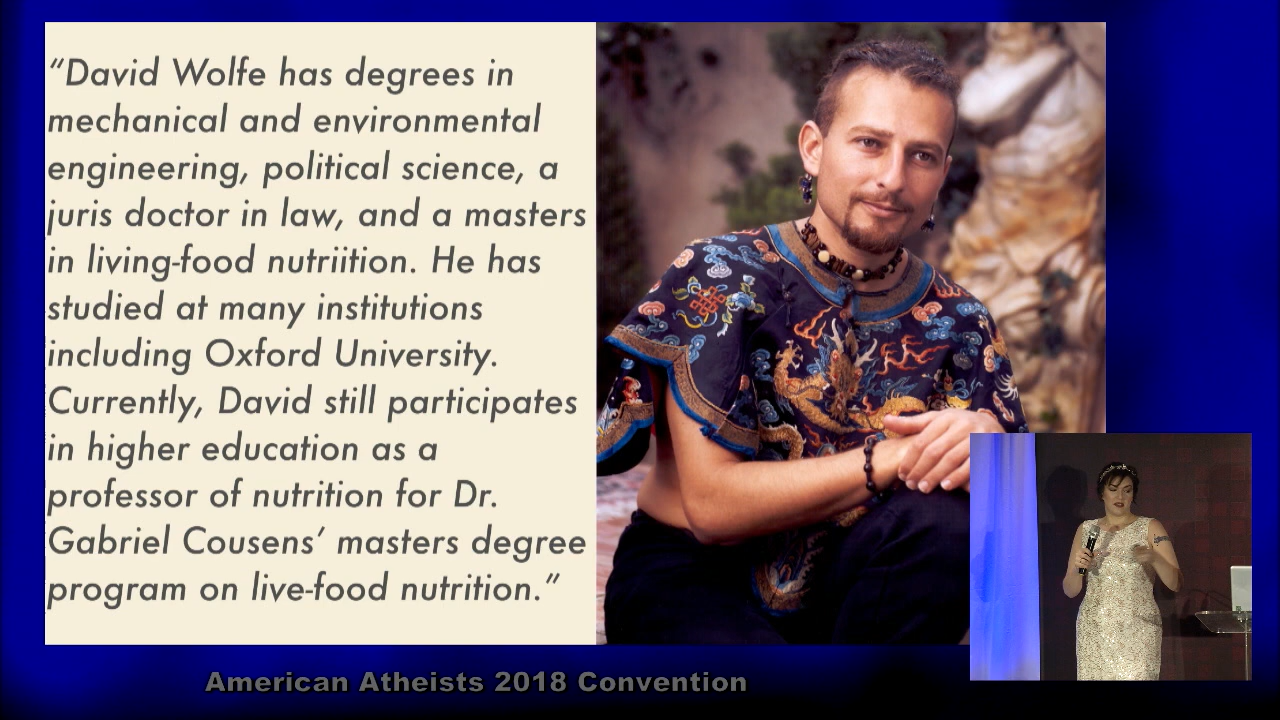 “David Wolfe has degrees in
mechanical and environmental
engineering, political science, a
juris doctor in law, and a masters
in living-food nutriition. He has
studied at many institutions
including Oxford University.
Currently, David still participates
in higher education as a
professor of nutrition for Dr.
Gabriel Cousens’ masters degree
program on live-food nutrition.”
American Atheists 2018 Convention